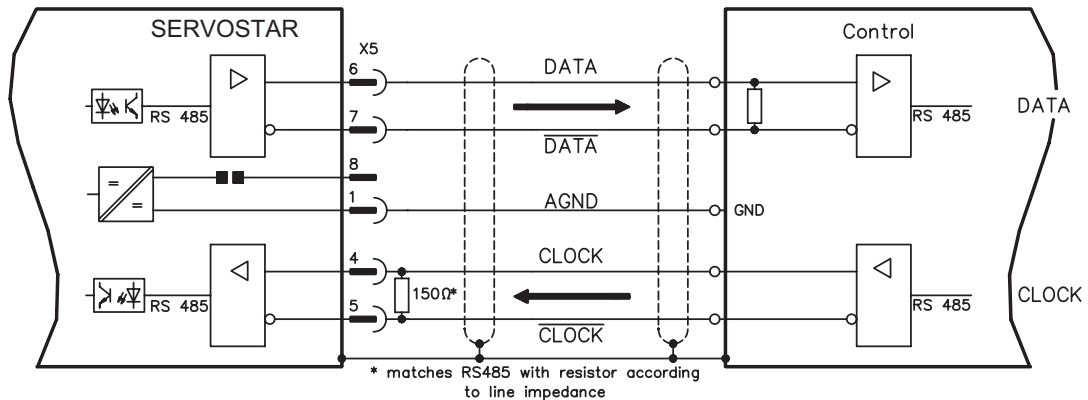 SERVOSTAR
Control
X5
6
DATA
RS 485
7
DATA
RS 485
DATA
8
1
AGND
GND
4
CLOCK
RS 485
150Ω*
5
CLOCK
RS 485
CLOCK
* matches RS485 with resistor according
to line impedance